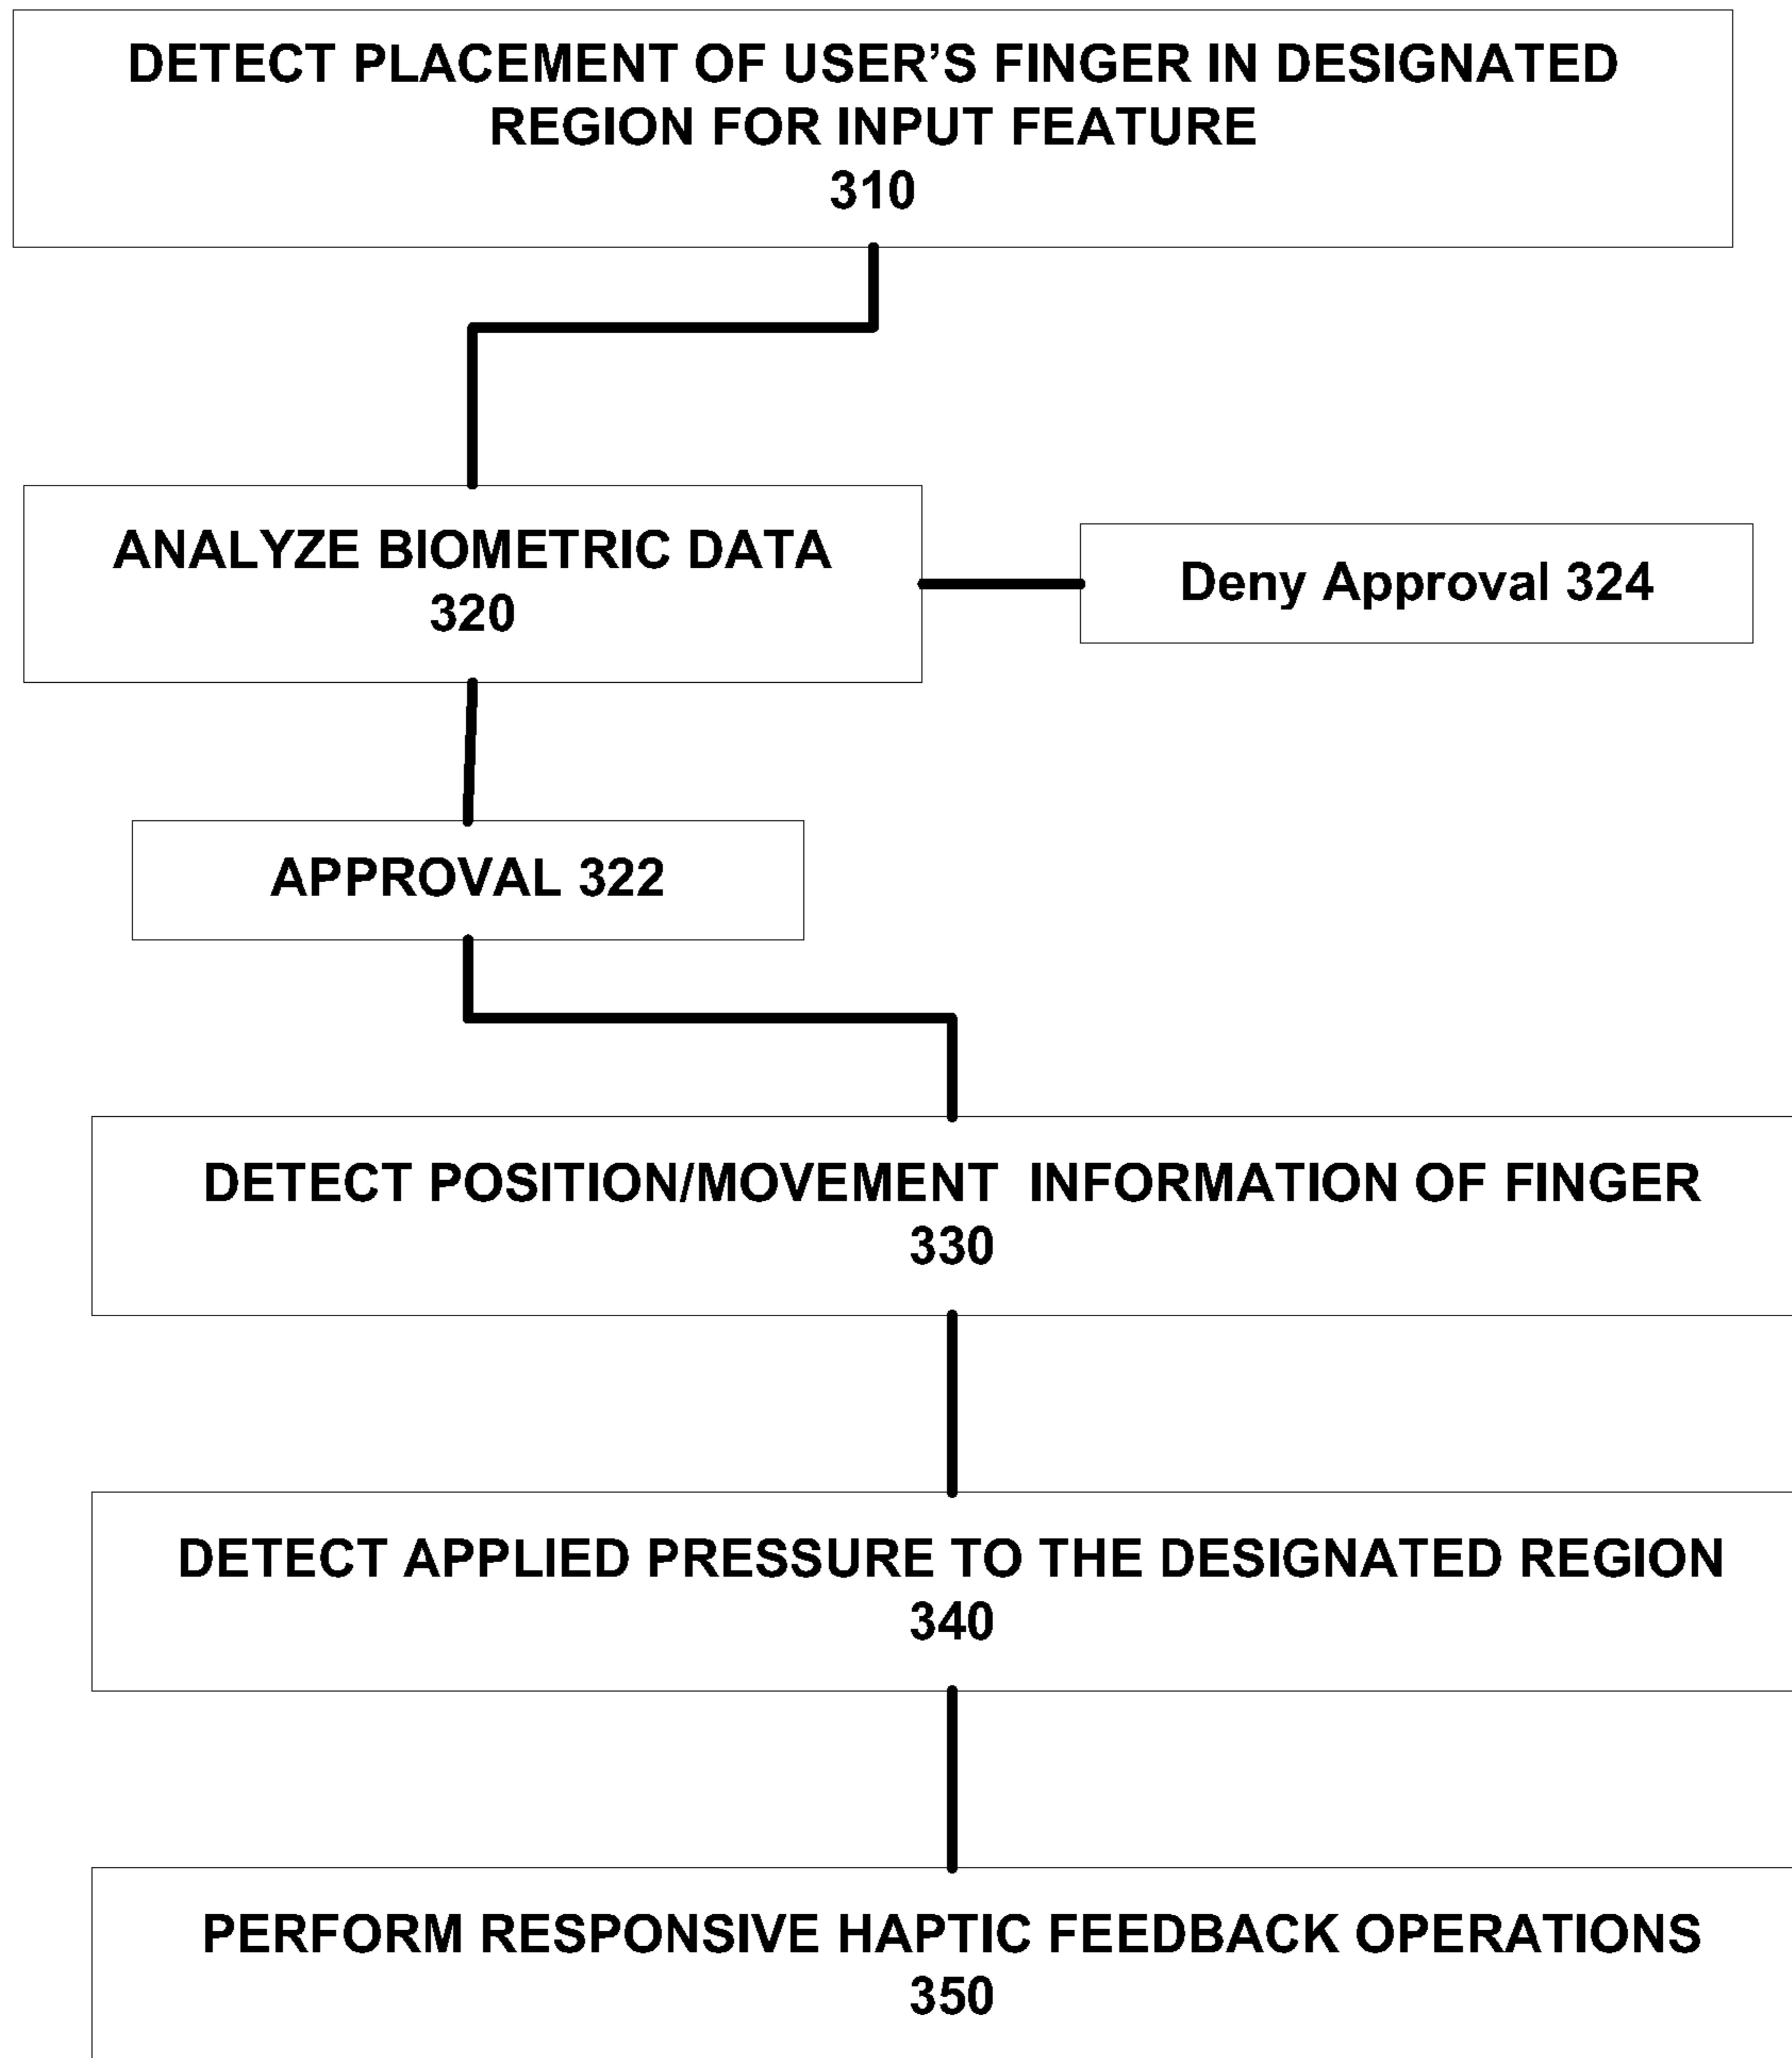 DETECT PLACEMENT OF USER’S FINGER IN DESIGNATED
REGION FOR INPUT FEATURE
310
ANALYZE BIOMETRIC DATA
320
Deny Approval 324
APPROVAL 322
DETECT POSITION/MOVEMENT INFORMATION OF FINGER
330
DETECT APPLIED PRESSURE TO THE DESIGNATED REGION
340
PERFORM RESPONSIVE HAPTIC FEEDBACK OPERATIONS
350